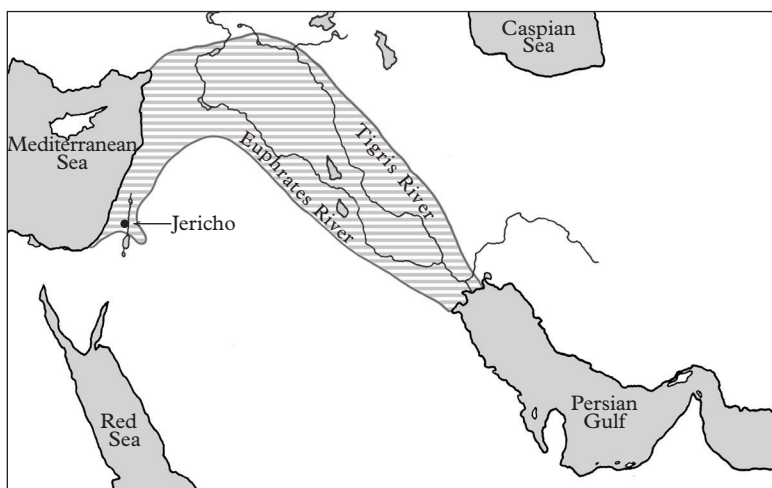 Caspian
Sea
Mediterranean
Sea
Tigris River
Euphrates River
Jericho
Red
Sea
Persian
Gulf